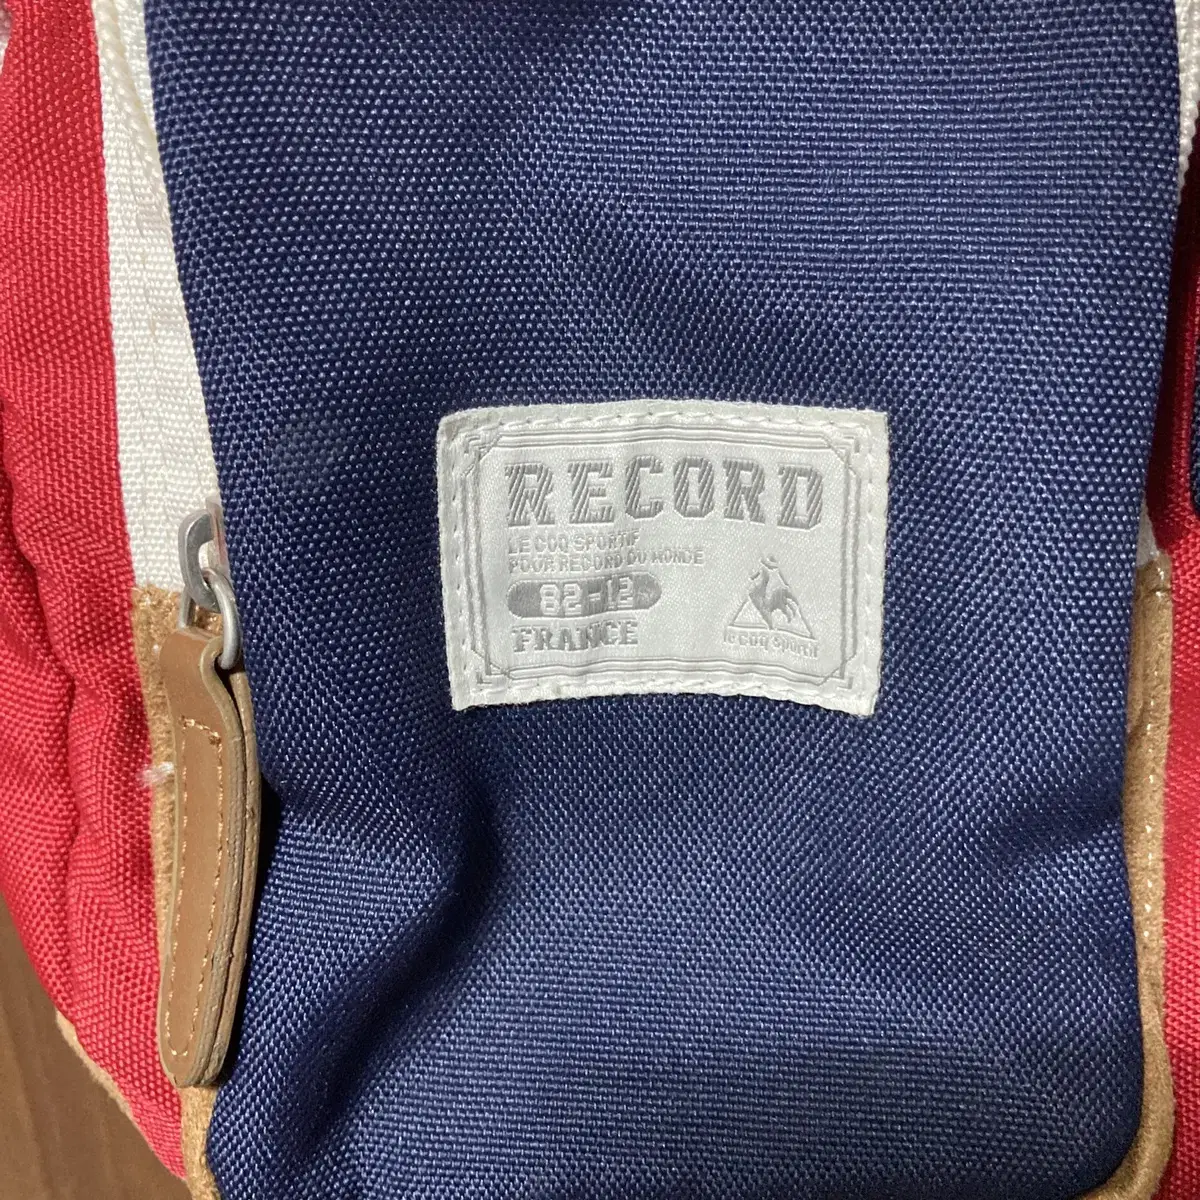 RECORD
LE COQ SPORTIF
POUR RECORD DU MONDE
82-12
FRANCE
le coq sportif